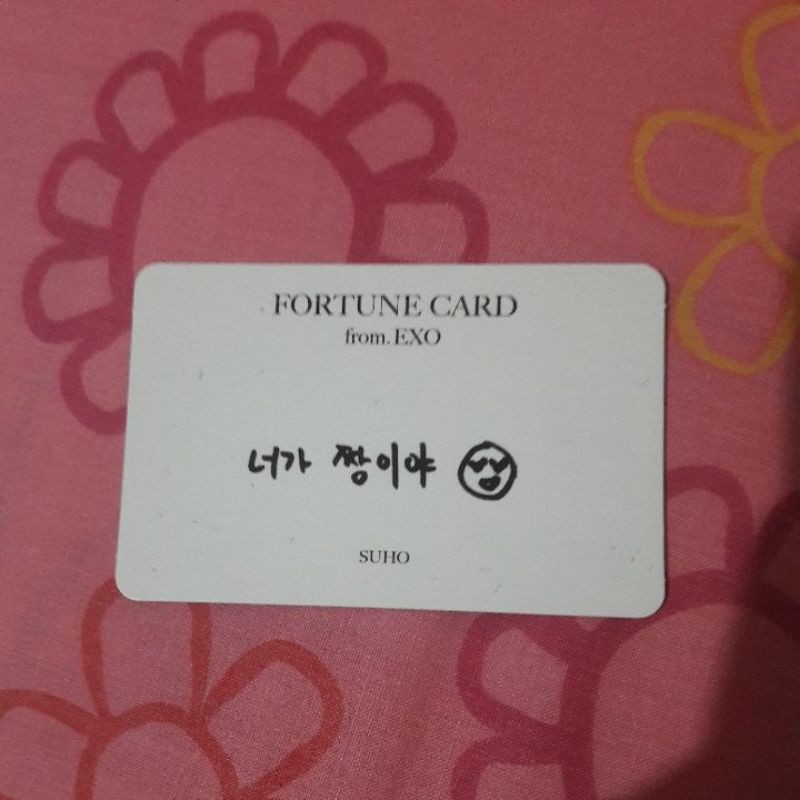 FORTUNE CARD
from. EXO
너가 짱이야
SUHO